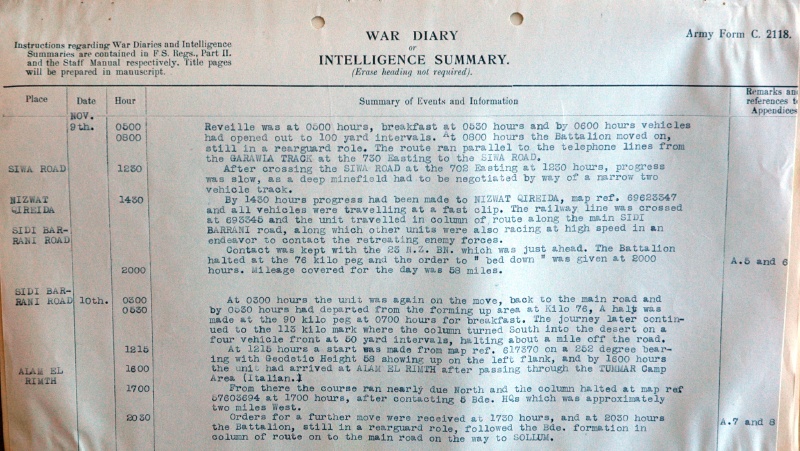 WAR DIARY
or
INTELLIGENCE SUMMARY.
(Erase heading not required).
Army Form C. 2118.
Instructions regarding War Diaries and Intelligence
Summaries are contained in F.S. Regs., Part II.
and the Staff Manual respectively. Title pages
will be prepared in manuscript.
Place Date Hour Summary of Events and Information Remarks and references to Appendices
NOV.
9th. 0500 Reveille was at 0500 hours, breakfast at 0530 hours and by 0600 hours vehicles
0800 had opened out to 100 yard intervals. At 0800 hours the Battalion moved on,
still in a rearguard role. The route ran parallel to the telephone lines from
the GARAWLA TRACK at the 730 Easting to the SIWA ROAD.
SIWA ROAD 1230 After crossing the SIWA ROAD at the 702 Easting at 1230 hours, progress
was slow, as a deep minefield had to be negotiated by way of a narrow two
vehicle track.
NIZWAT QIREIDA 1430 By 1430 hours progress had been made to NIZWAT QIREIDA, map ref. 69623347
and all vehicles were travelling at a fast clip. The railway line was crossed
at 693345 and the unit travelled in column of route along the main SIDI
SIDI BAR-RANI ROAD BARRANI road, along which other units were also racing at high speed in an
endeavor to contact the retreating enemy forces.
Contact was kept with the 23 N.Z. BN. which was just ahead. The Battalion
halted at the 76 kilo peg and the order to " bed down " was given at 2000
2000 hours. Mileage covered for the day was 58 miles. A.5 and 6
SIDI BAR-
RANI ROAD 10th. 0300 At 0300 hours the unit was again on the move, back to the main road and
0530 by 0530 hours had departed from the forming up area at Kilo 76, A halt was
made at the 90 kilo peg at 0700 hours for breakfast. The journey later contin-
ued to the 113 kilo mark where the column turned South into the desert on a
four vehicle front at 50 yard intervals, halting about a mile off the road.
1215 At 1215 hours a start was made from map ref. 617370 on a 252 degree bear-
ing with Geodetic Height 58 showing up on the left flank, and by 1600 hours
ALAM EL RIMTH 1600 the unit had arrived at ALAM EL RIMTH after passing through the TUMMAR Camp
Area (Italian.)
1700 From there the course ran nearly due North and the column halted at map ref
57603694 at 1700 hours, after contacting 5 Bde. HQs which was approximately
two miles West.
Orders for a further move were received at 1730 hours, and at 2030 hours
2030 the Battalion, still in a rearguard role, followed the Bde. formation in A.7 and 8
column of route on to the main road on the way to SOLLUM.